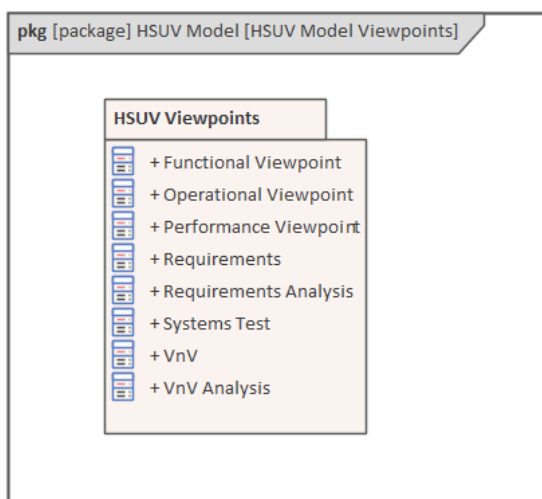 pkg [package] HSUV Model [HSUV Model Viewpoints]
HSUV Viewpoints
+ Functional Viewpoint
+ Operational Viewpoint
+ Performance Viewpoint
+ Requirements
+ Requirements Analysis
+ Systems Test
+ VnV
+ VnV Analysis